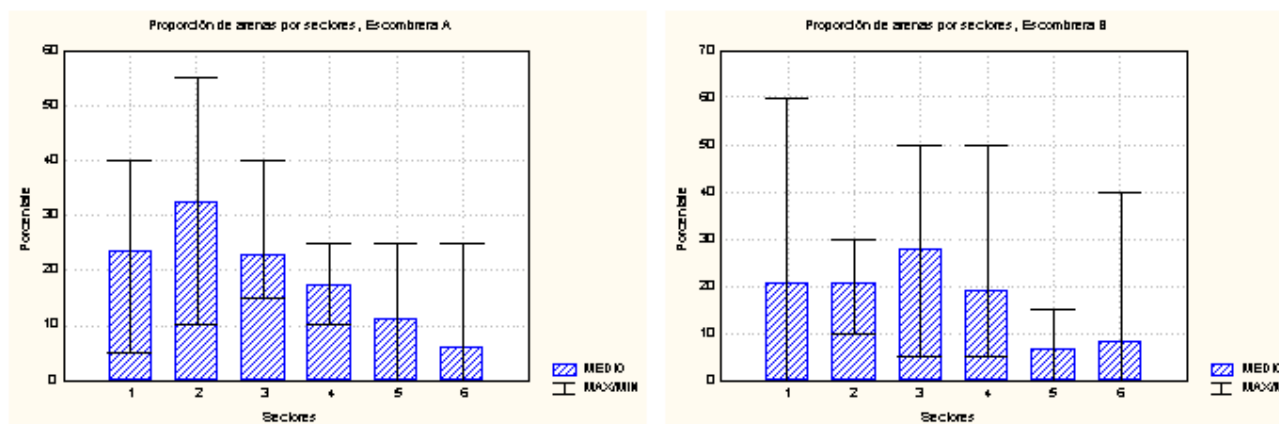 Proporción de arenas por sectores, Escombrera A
60
50
40
30
20
10
0
Porcentaje
1 2 3 4 5 6
Sectores
MEDIO
MAX/MIN
Proporción de arenas por sectores, Escombrera B
70
60
50
40
30
20
10
0
Porcentaje
1 2 3 4 5 6
Sectores
MEDIO
MAX/M